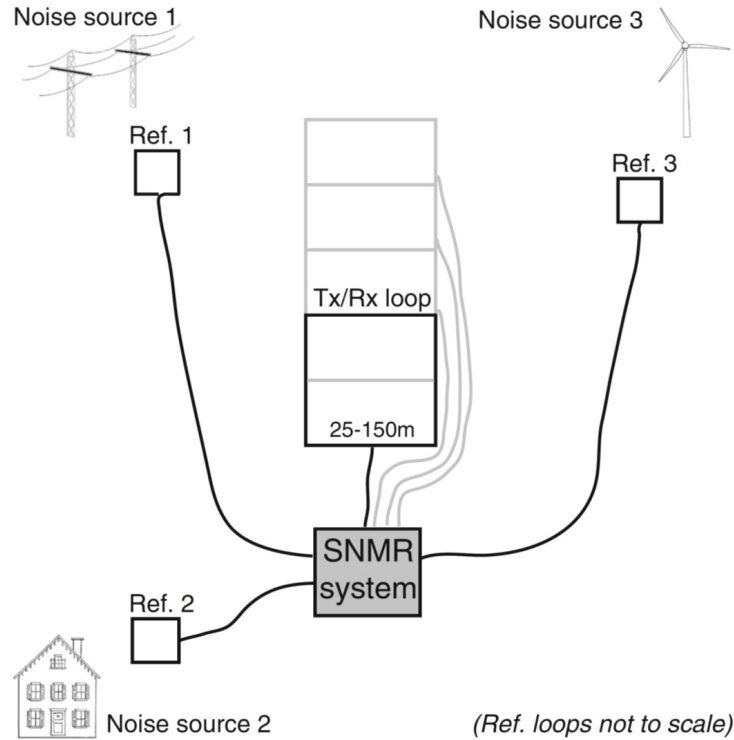 Noise source 1
Noise source 3
Ref. 1
Ref. 3
Tx/Rx loop
25-150m
SNMR
system
Ref. 2
Noise source 2
(Ref. loops not to scale)